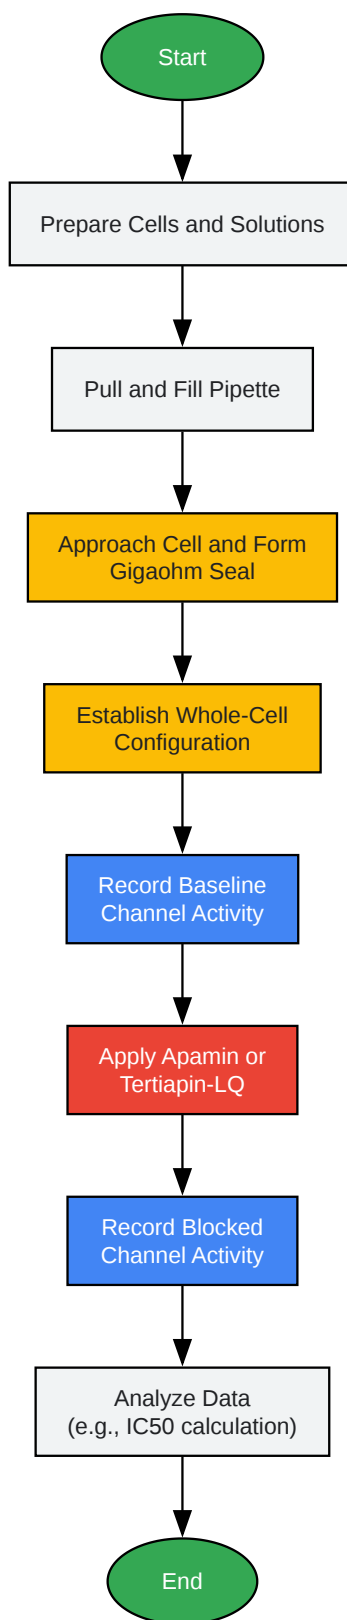 Start
Prepare Cells and Solutions
Pull and Fill Pipette
Approach Cell and Form
Gigaohm Seal
Establish Whole-Cell
Configuration
Record Baseline
Channel Activity
Apply Apamin or
Tertiapin-LQ
Record Blocked
Channel Activity
Analyze Data
(e.g., IC50 calculation)
End